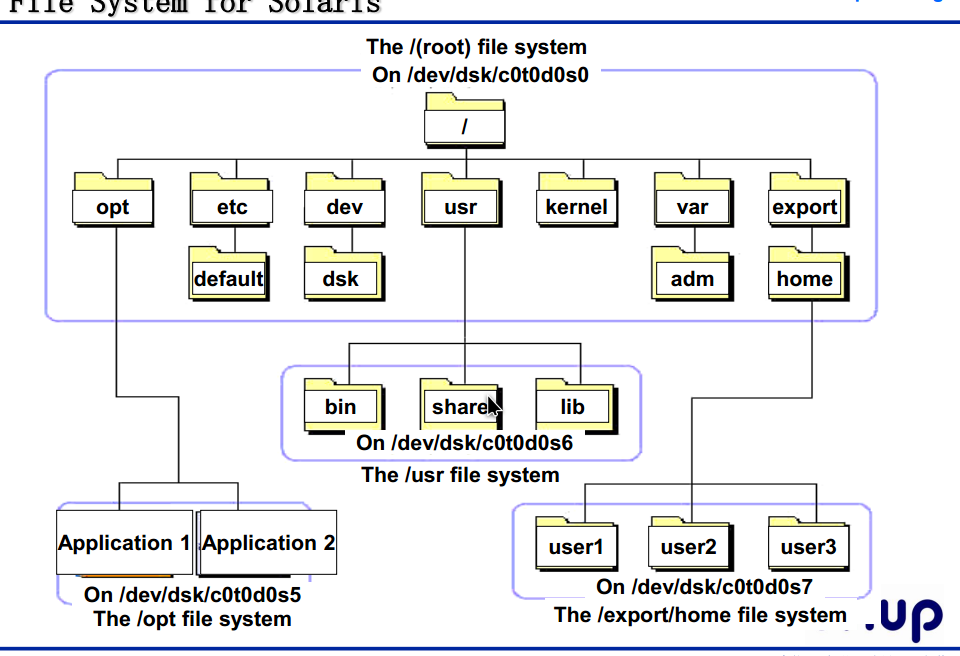 File System for Solaris
The /(root) file system
On /dev/dsk/c0t0d0s0
/
opt
etc
dev
usr
kernel
var
export
default
dsk
adm
home
bin
share
lib
On /dev/dsk/c0t0d0s6
The /usr file system
Application 1
Application 2
user1
user2
user3
On /dev/dsk/c0t0d0s5
The /opt file system
On /dev/dsk/c0t0d0s7
The /export/home file system
.up